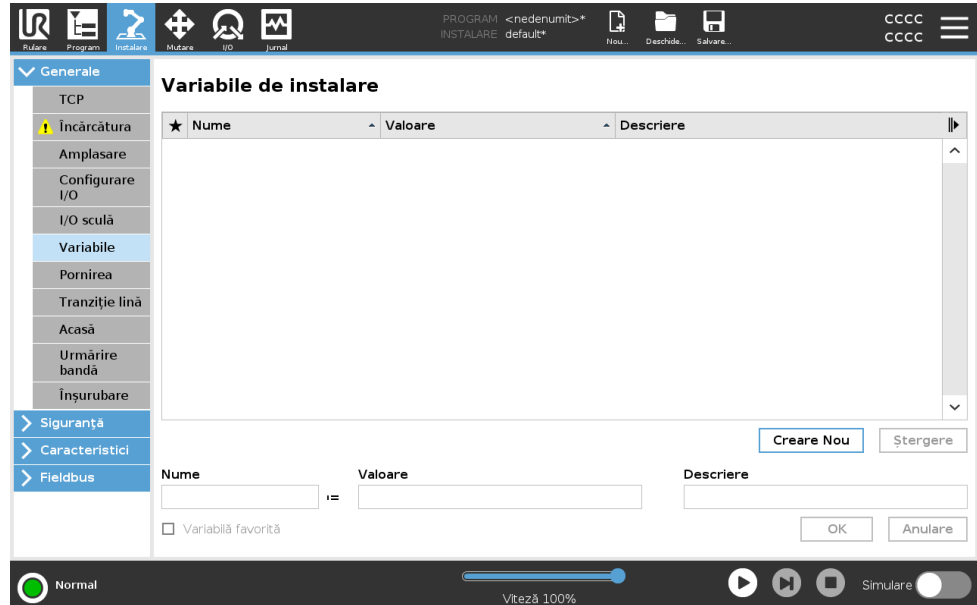 UR
Rulare
Program
Instalare
Mutare
I/O
Jurnal
PROGRAM <nedenumit>*
INSTALARE default*
Nou...
Deschide...
Salvare...
CCCC
CCCC
Generale
TCP
Încărcătura
Amplasare
Configurare
I/O
I/O sculă
Variabile
Pornirea
Tranziție lină
Acasă
Urmărire
bandă
Înșurubare
Siguranță
Caracteristici
Fieldbus
Variabile de instalare
Nume Valoare Descriere
Creare Nou Ștergere
Nume Valoare Descriere
:=
Variabilă favorită
OK Anulare
Normal
Viteză 100%
Simulare